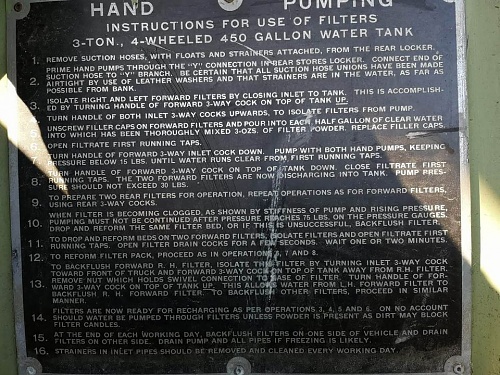 HAND PUMPING
INSTRUCTIONS FOR USE OF FILTERS
3-TON., 4-WHEELED 450 GALLON WATER TANK
1. REMOVE SUCTION HOSES, WITH FLOATS AND STRAINERS ATTACHED, FROM THE REAR LOCKER.
2. PRIME HAND PUMPS THROUGH THE "Y" CONNECTION IN REAR STORES LOCKER. CONNECT END OF
SUCTION HOSE TO "Y" BRANCH. BE CERTAIN THAT ALL SUCTION HOSE UNIONS HAVE BEEN MADE
AIRTIGHT BY USE OF LEATHER WASHERS AND THAT STRAINERS ARE IN THE WATER, AS FAR AS
POSSIBLE FROM BANK.
3. ISOLATE RIGHT AND LEFT FORWARD FILTERS BY CLOSING INLET TO TANK. THIS IS ACCOMPLISH-
ED BY TURNING HANDLE OF FORWARD 3-WAY COCK ON TOP OF TANK UP.
4. TURN HANDLE OF BOTH INLET 3-WAY COCKS UPWARDS, TO ISOLATE FILTERS FROM PUMP.
5. UNSCREW FILLER CAPS ON FORWARD FILTERS AND POUR INTO EACH, HALF GALLON OF CLEAR WATER
INTO WHICH HAS BEEN THOROUGHLY MIXED 3-OZS. OF FILTER POWDER. REPLACE FILLER CAPS.
6. OPEN FILTRATE FIRST RUNNING TAPS.
7. TURN HANDLE OF FORWARD 3-WAY INLET COCK DOWN. PUMP WITH BOTH HAND PUMPS, KEEPING
PRESSURE BELOW 15 LBS. UNTIL WATER RUNS CLEAR FROM FIRST RUNNING TAPS.
8. TURN HANDLE OF FORWARD 3-WAY COCK ON TOP OF TANK DOWN. CLOSE FILTRATE FIRST
RUNNING TAPS. THE TWO FORWARD FILTERS ARE NOW DISCHARGING INTO TANK. PUMP PRES-
SURE SHOULD NOT EXCEED 30 LBS.
9. TO PREPARE TWO REAR FILTERS FOR OPERATION, REPEAT OPERATIONS AS FOR FORWARD FILTERS,
USING REAR 3-WAY COCKS.
10. WHEN FILTER IS BECOMING CLOGGED, AS SHOWN BY STIFFNESS OF PUMP AND RISING PRESSURE,
PUMPING MUST NOT BE CONTINUED AFTER PRESSURE REACHES 75 LBS. ON THE PRESSURE GAUGES.
DROP AND REFORM THE SAME FILTER BED, OR IF THIS IS UNSUCCESSFUL, BACKFLUSH FILTER.
11. TO DROP AND REFORM BEDS ON TWO FORWARD FILTERS, ISOLATE FILTERS AND OPEN FILTRATE FIRST
RUNNING TAPS. OPEN FILTER DRAIN COCKS FOR A FEW SECONDS. WAIT ONE OR TWO MINUTES.
12. TO REFORM FILTER PACK, PROCEED AS IN OPERATIONS 6, 7 AND 8.
13. TO BACKFLUSH FORWARD R. H. FILTER, ISOLATE THIS FILTER BY TURNING INLET 3-WAY COCK
TOWARD FRONT OF TRUCK AND FORWARD 3-WAY COCK ON TOP OF TANK AWAY FROM R.H. FILTER.
REMOVE NUT WHICH HOLDS SWIVEL CONNECTION TO BASE OF FILTER. TURN HANDLE OF FOR-
WARD 3-WAY COCK ON TOP OF TANK UP. THIS ALLOWS WATER FROM L.H. FORWARD FILTER TO
BACKFLUSH R. H. FORWARD FILTER. TO BACKFLUSH OTHER FILTERS, PROCEED IN SIMILAR
MANNER.
14. FILTERS ARE NOW READY FOR RECHARGING AS PER OPERATIONS 3, 4, 5 AND 6. ON NO ACCOUNT
SHOULD WATER BE PUMPED THROUGH FILTERS UNLESS POWDER IS PRESENT AS DIRT MAY BLOCK
FILTER CANDLES.
15. AT THE END OF EACH WORKING DAY, BACKFLUSH FILTERS ON ONE SIDE OF VEHICLE AND DRAIN
FILTERS ON OTHER SIDE. DRAIN PUMP AND ALL PIPES IF FREEZING IS LIKELY.
16. STRAINERS IN INLET PIPES SHOULD BE REMOVED AND CLEANED EVERY WORKING DAY.